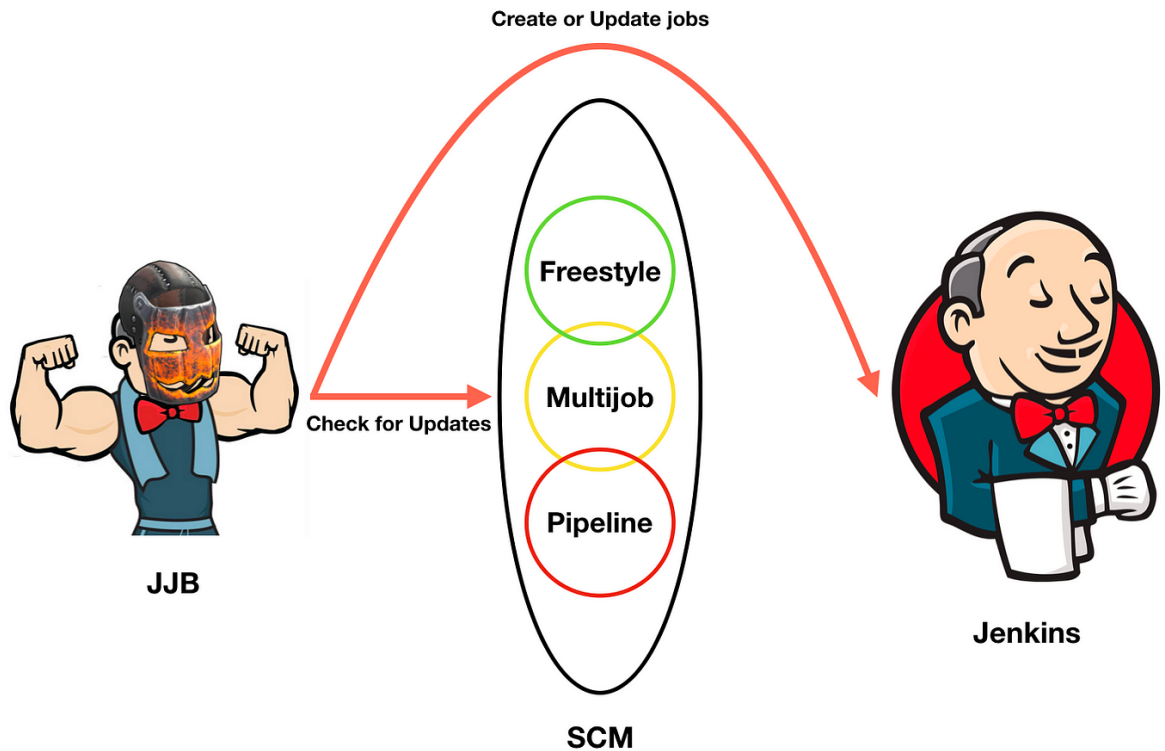 Create or Update jobs
Freestyle
Multijob
Check for Updates
Pipeline
JJB
Jenkins
SCM